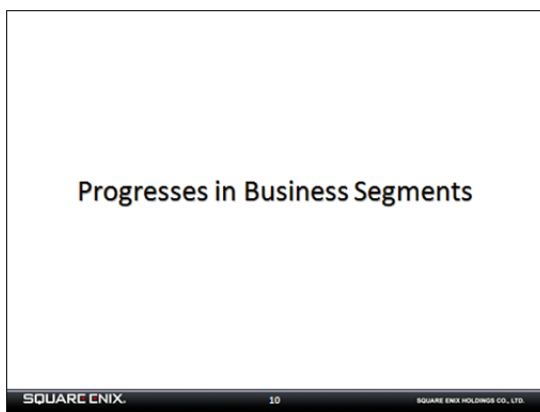 Progresses in Business Segments
SQUARE ENIX. 10 SQUARE ENIX HOLDINGS CO., LTD.